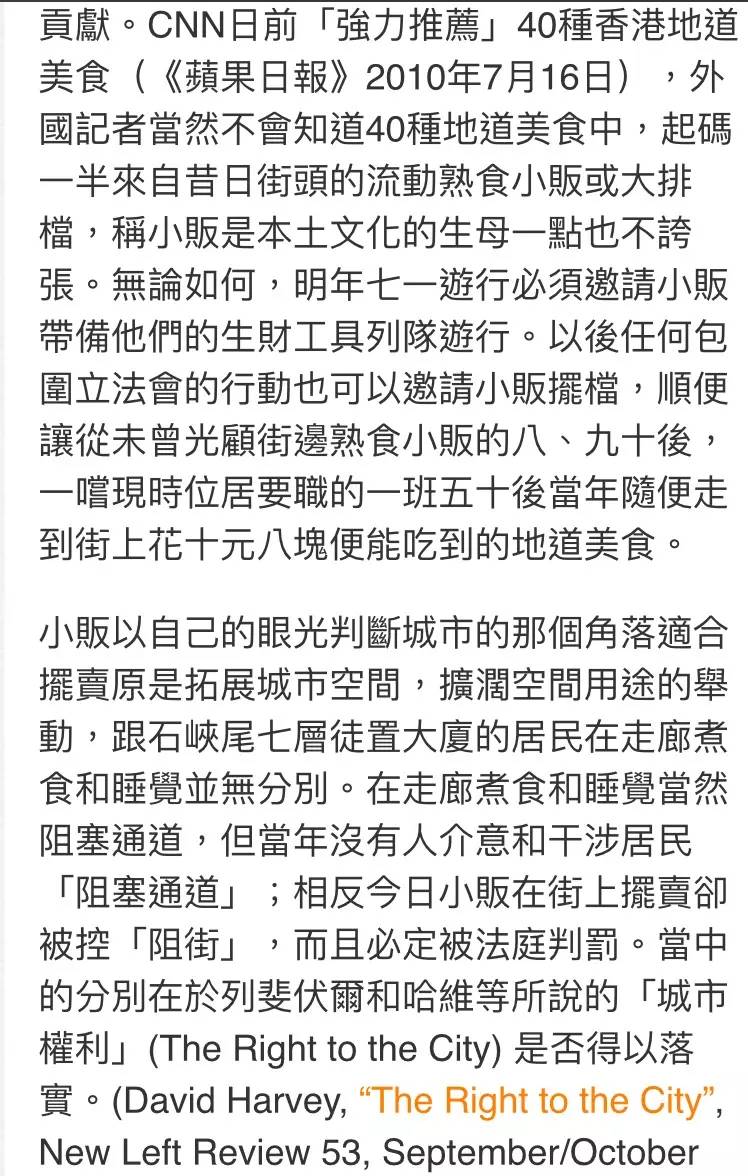 貢獻。CNN日前「強力推薦」40種香港地道
美食（《蘋果日報》2010年7月16日），外
國記者當然不會知道40種地道美食中，起碼
一半來自昔日街頭的流動熟食小販或大排
檔，稱小販是本土文化的生母一點也不誇
張。無論如何，明年七一遊行必須邀請小販
帶備他們的生財工具列隊遊行。以後任何包
圍立法會的行動也可以邀請小販擺檔，順便
讓從未曾光顧街邊熟食小販的八、九十後，
一嚐現時位居要職的一班五十後當年隨便走
到街上花十元八塊便能吃到的地道美食。
小販以自己的眼光判斷城市的那個角落適合
擺賣原是拓展城市空間，擴濶空間用途的舉
動，跟石峽尾七層徒置大廈的居民在走廊煮
食和睡覺並無分別。在走廊煮食和睡覺當然
阻塞通道，但當年沒有人介意和干涉居民
「阻塞通道」；相反今日小販在街上擺賣卻
被控「阻街」，而且必定被法庭判罰。當中
的分別在於列斐伏爾和哈維等所說的「城市
權利」(The Right to the City) 是否得以落
實。(David Harvey, “The Right to the City”,
New Left Review 53, September/October